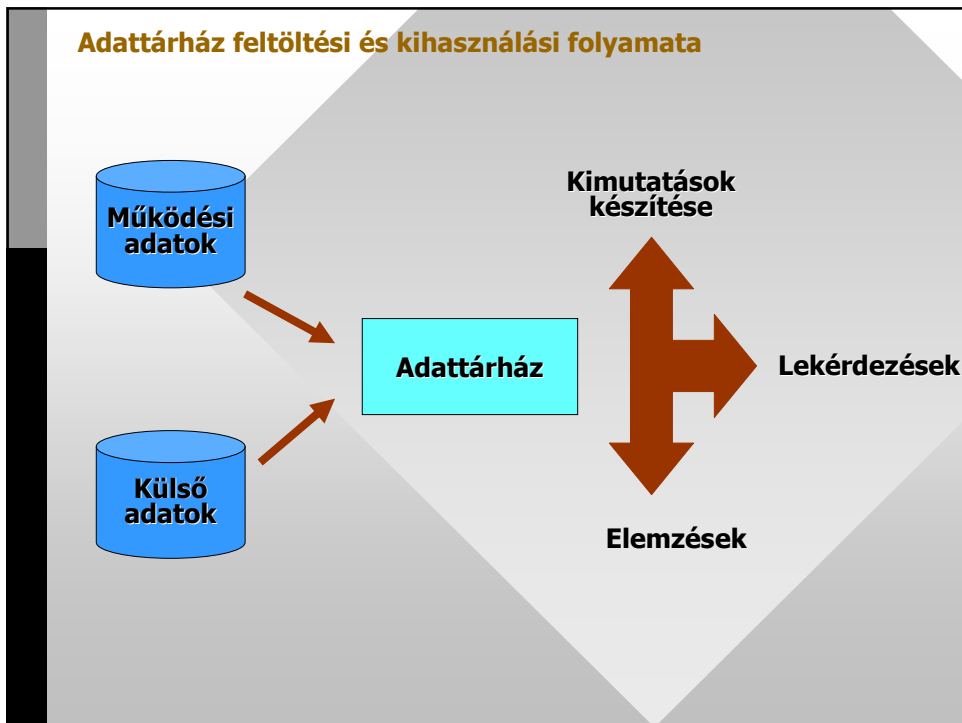 Adattárház feltöltési és kihasználási folyamata
Működési
adatok
Kimutatások
készítése
Adattárház
Lekérdezések
Külső
adatok
Elemzések